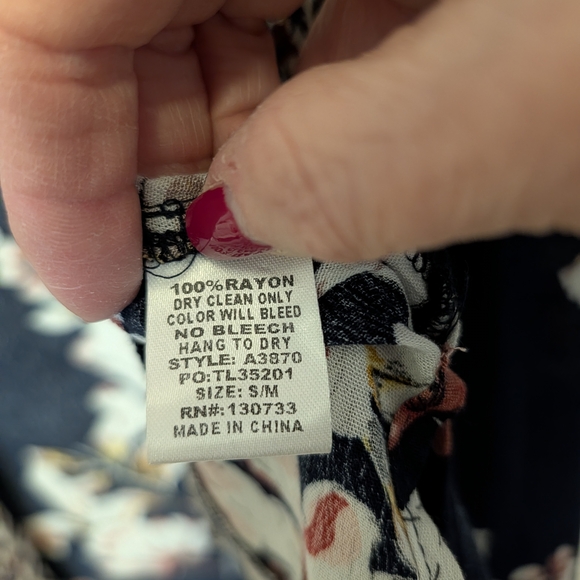 100%RAYON
DRY CLEAN ONLY
COLOR WILL BLEED
NO BLEECH
HANG TO DRY
STYLE: A3870
PO:TL35201
SIZE: S/M
RN#:130733
MADE IN CHINA